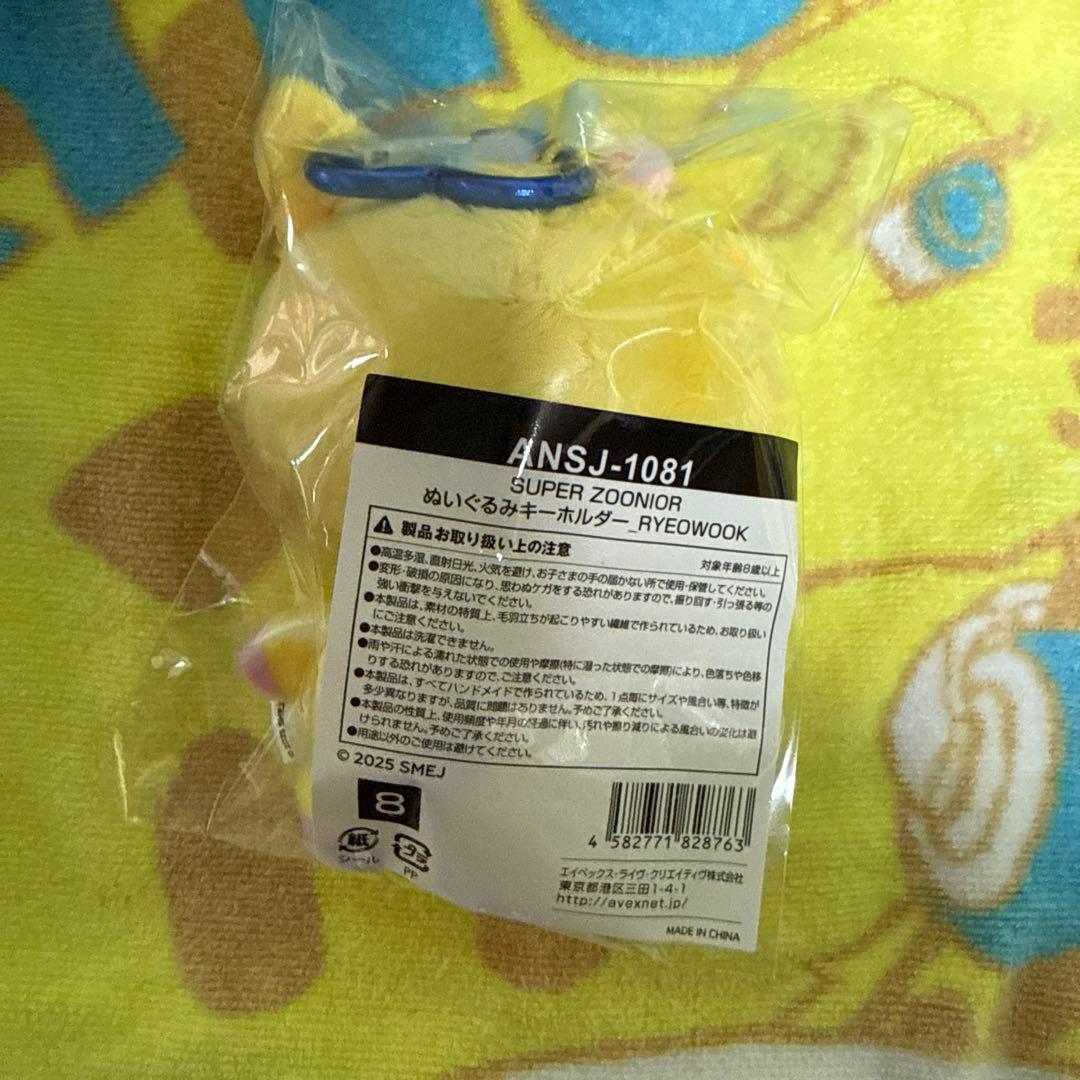 ANSJ-1081
SUPER ZOONIOR
ぬいぐるみキーホルダー_RYEOWOOK
製品お取り扱い上の注意
対象年齢8歳以上
●高温多湿、直射日光、火気を避け、お子さまの手の届かない所で使用・保管してください。
●変形・破損の原因になり、思わぬケガをする恐れがありますので、振り回す・引っ張る等の
強い衝撃を与えないでください。
●本製品は、素材の特質上、毛羽立ちが起こりやすい繊維で作られているため、お取り扱い
にご注意ください。
●本製品は洗濯できません。
●雨や汗による濡れた状態での使用や摩擦(特に湿った状態での摩擦)により、色落ちや色移
りする恐れがありますので、ご注意ください。
●本製品は、すべてハンドメイドで作られているため、1点毎にサイズや風合い等、特徴が
多少異なりますが、品質に問題はありません。予めご了承ください。
●本製品の性質上、使用頻度や年月の経過に伴い、汚れや擦り減りによる風合いの変化は避
けられません。予めご了承ください。
●用途以外のご使用は避けてください。
© 2025 SMEJ
8
紙
シール
プラ
PP
4 582771 828763
エイベックス・ライヴ・クリエイティヴ株式会社
東京都港区三田1-4-1
http://avexnet.jp/
MADE IN CHINA